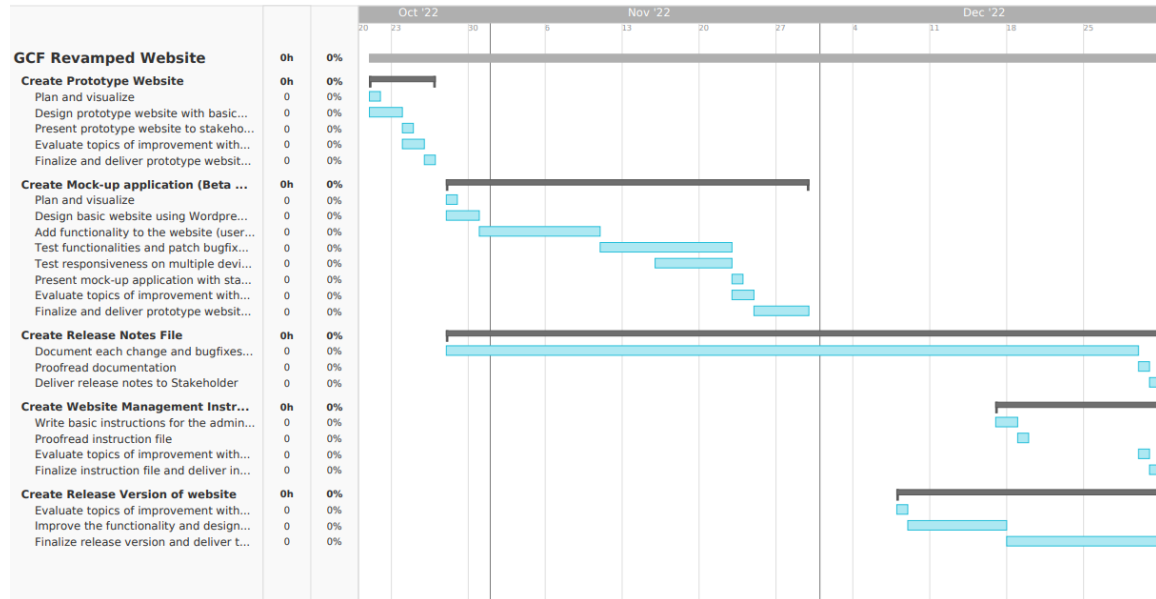 Oct '22 Nov '22 Dec '22
20 23 30 6 13 20 27 4 11 18 25
GCF Revamped Website 0h 0%
Create Prototype Website 0h 0%
Plan and visualize 0 0%
Design prototype website with basic... 0 0%
Present prototype website to stakeho... 0 0%
Evaluate topics of improvement with... 0 0%
Finalize and deliver prototype websit... 0 0%
Create Mock-up application (Beta ... 0h 0%
Plan and visualize 0 0%
Design basic website using Wordpre... 0 0%
Add functionality to the website (user... 0 0%
Test functionalities and patch bugfix... 0 0%
Test responsiveness on multiple devi... 0 0%
Present mock-up application with sta... 0 0%
Evaluate topics of improvement with... 0 0%
Finalize and deliver prototype websit... 0 0%
Create Release Notes File 0h 0%
Document each change and bugfixes... 0 0%
Proofread documentation 0 0%
Deliver release notes to Stakeholder 0 0%
Create Website Management Instr... 0h 0%
Write basic instructions for the admin... 0 0%
Proofread instruction file 0 0%
Evaluate topics of improvement with... 0 0%
Finalize instruction file and deliver in... 0 0%
Create Release Version of website 0h 0%
Evaluate topics of improvement with... 0 0%
Improve the functionality and design... 0 0%
Finalize release version and deliver t... 0 0%